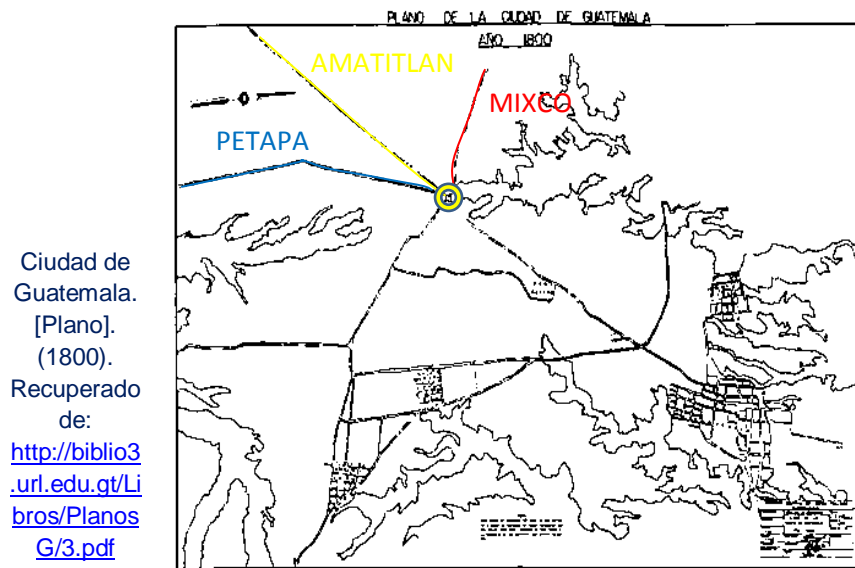 PLANO DE LA CIUDAD DE GUATEMALA
AÑO 1800
AMATITLAN
MIXCO
PETAPA
Ciudad de
Guatemala.
[Plano].
(1800).
Recuperado
de:
http://biblio3
.url.edu.gt/Li
bros/Planos
G/3.pdf